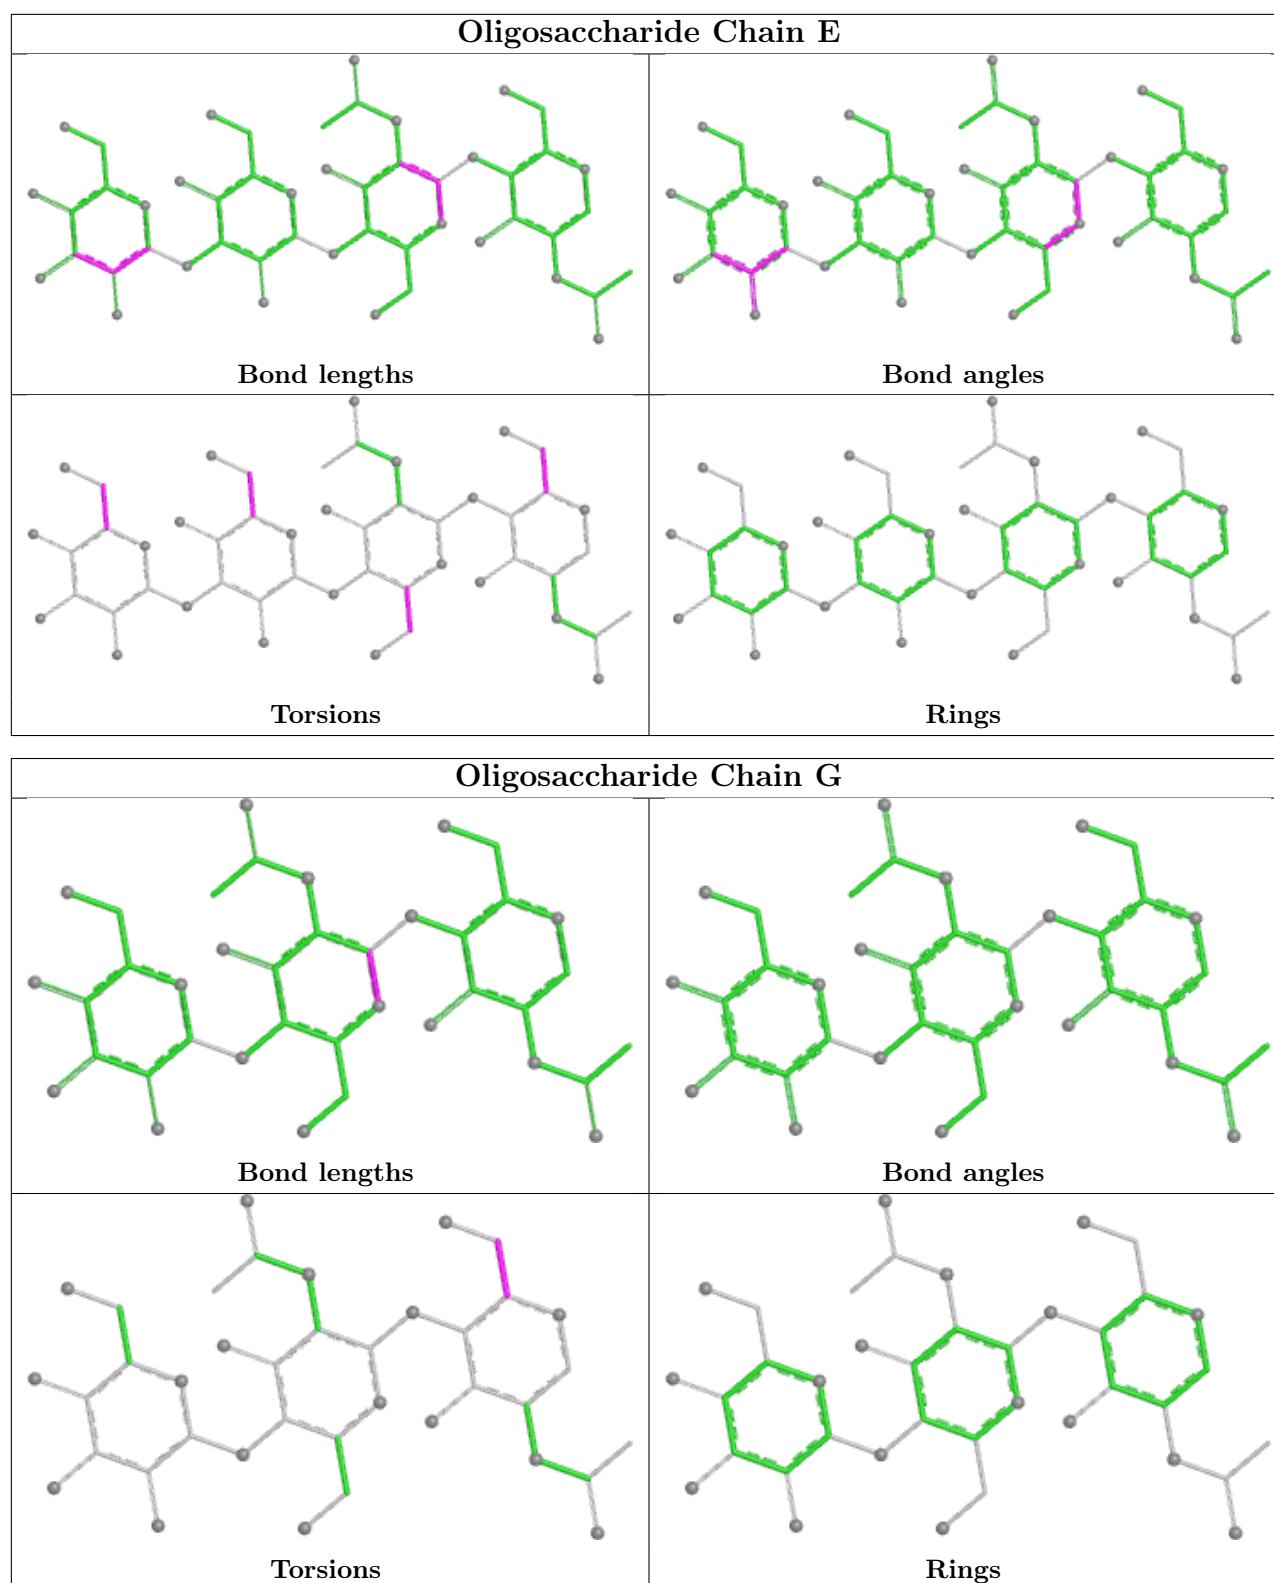 Oligosaccharide Chain E
Bond lengths
Bond angles
Torsions
Rings
Oligosaccharide Chain G
Bond lengths
Bond angles
Torsions
Rings